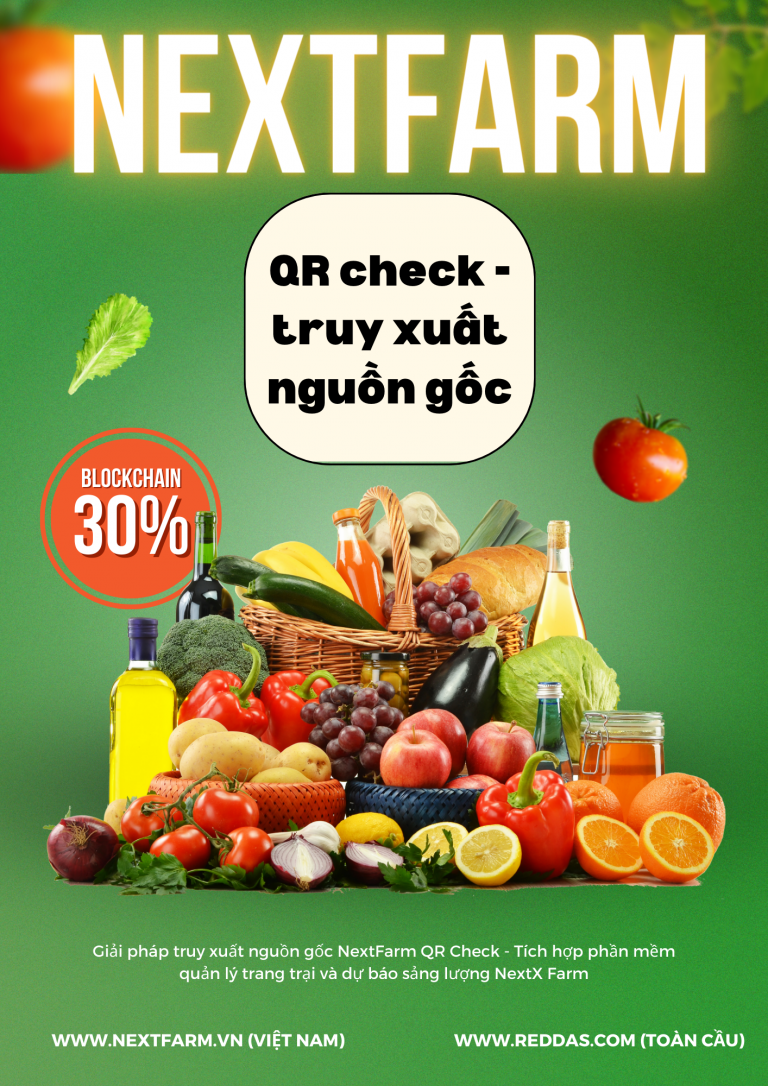 NEXTFARM
QR check -
truy xuất
nguồn gốc
BLOCKCHAIN
30%
Giải pháp truy xuất nguồn gốc NextFarm QR Check - Tích hợp phần mềm
quản lý trang trại và dự báo sảng lượng NextX Farm
WWW.NEXTFARM.VN (VIỆT NAM)
WWW.REDDAS.COM (TOÀN CẦU)